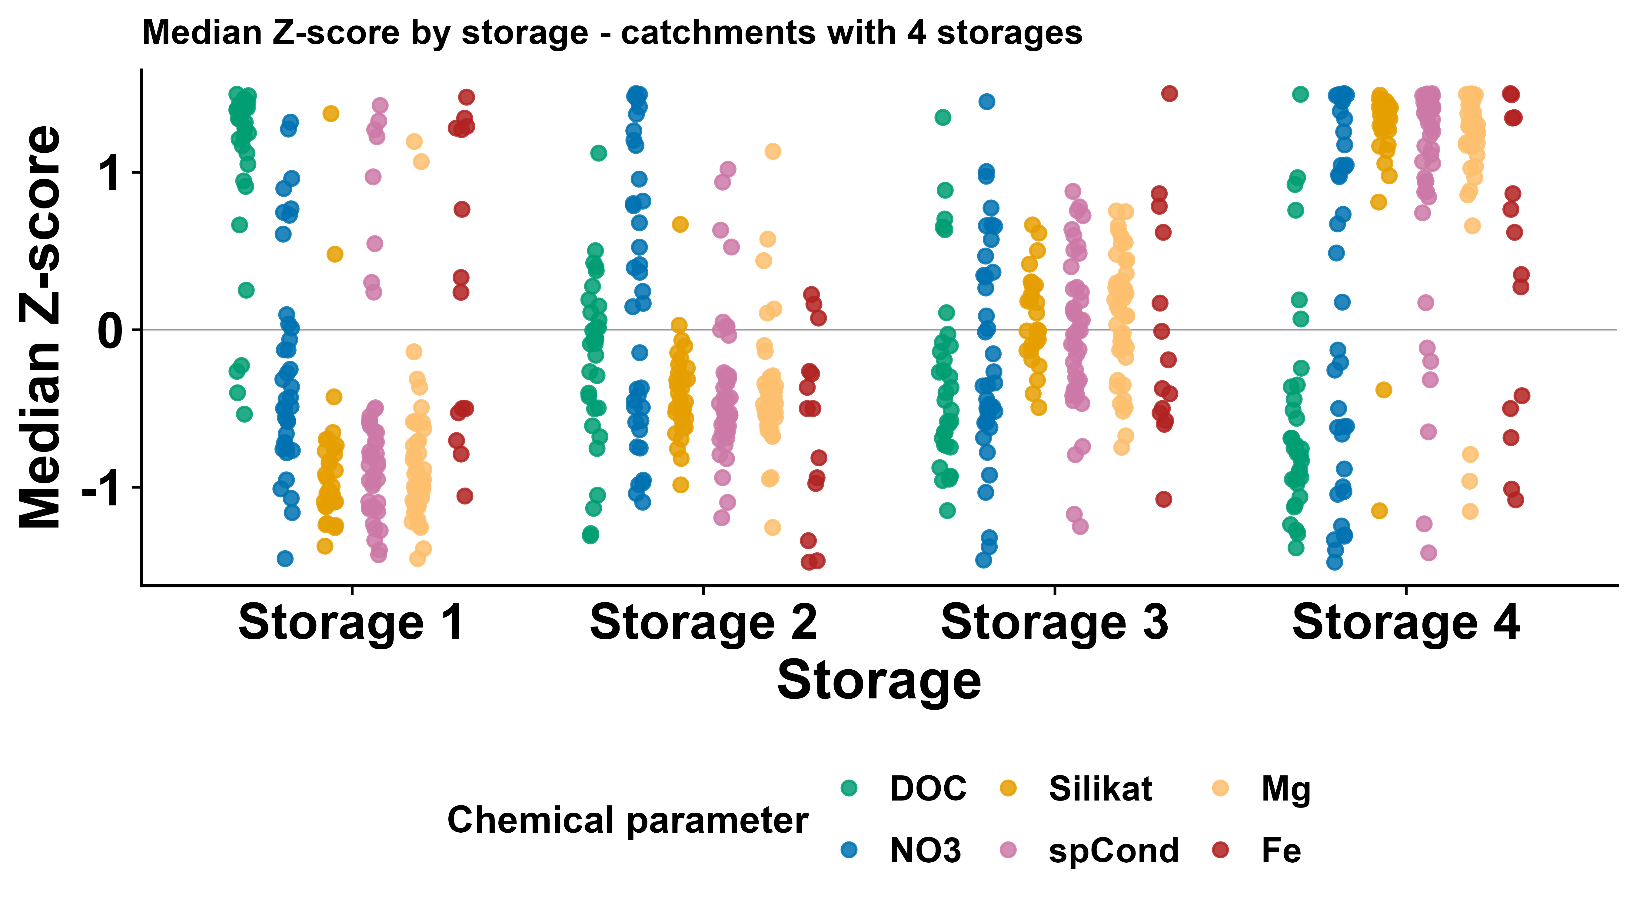 Median Z-score by storage - catchments with 4 storages
Median Z-score
1
0
-1
Storage 1 Storage 2 Storage 3 Storage 4
Storage
Chemical parameter
DOC Silikat Mg
NO3 spCond Fe